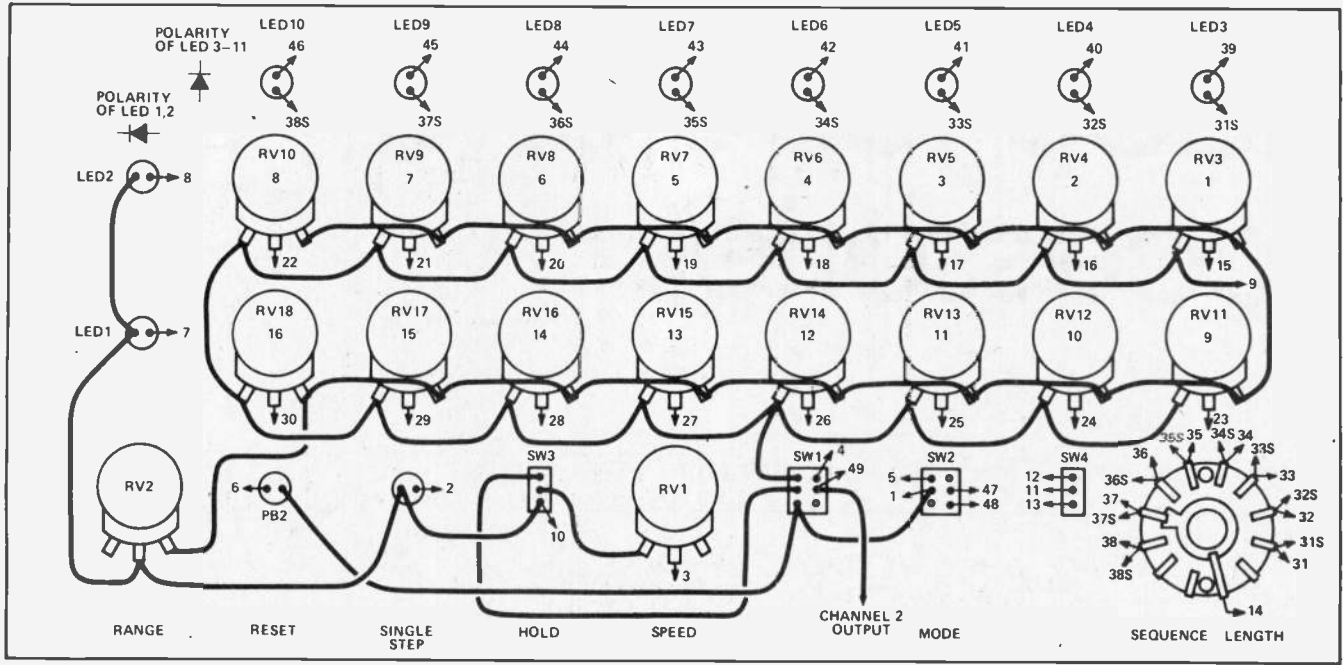 LED10 LED9 LED8 LED7 LED6 LED5 LED4 LED3
POLARITY
OF LED 3–11
46 45 44 43 42 41 40 39
POLARITY
OF LED 1,2
38S 37S 36S 35S 34S 33S 32S 31S
LED2 8
RV10 RV9 RV8 RV7 RV6 RV5 RV4 RV3
8 7 6 5 4 3 2 1
22 21 20 19 18 17 16 15
9
LED1 7
RV18 RV17 RV16 RV15 RV14 RV13 RV12 RV11
16 15 14 13 12 11 10 9
30 29 28 27 26 25 24 23
SW3 SW1 SW2 SW4
RV2
6
PB2
2
10
RV1
3
4
49
5
1
47
48
12
11
13
35S 35 34S 34
36 33S
36S 33
37 32S
37S 32
38 31S
38S 31
14
CHANNEL 2
OUTPUT
RANGE RESET SINGLE
STEP HOLD SPEED MODE SEQUENCE LENGTH